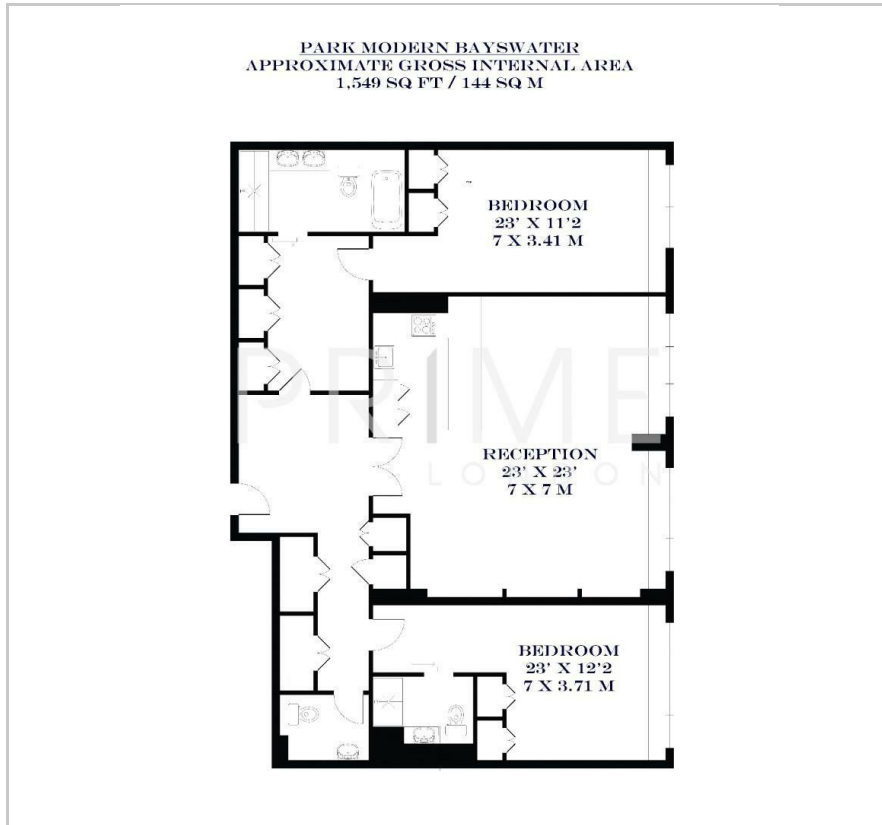 PARK MODERN BAYSWATER
APPROXIMATE GROSS INTERNAL AREA
1,549 SQ FT / 144 SQ M
BEDROOM
23' X 11'2
7 X 3.41 M
PRIME
LONDON
RECEPTION
23' X 23'
7 X 7 M
BEDROOM
23' X 12'2
7 X 3.71 M